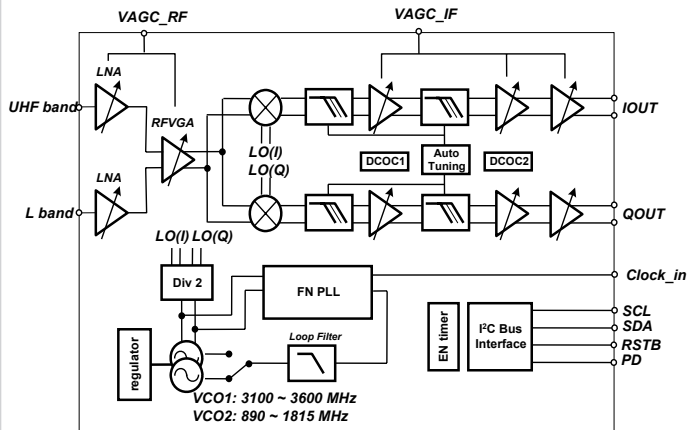 VAGC_RF
VAGC_IF
LNA
UHF band
RFVGA
IOUT
LO(I)
LO(Q)
DCOC1
Auto
Tuning
DCOC2
LNA
L band
QOUT
LO(I) LO(Q)
Div 2
FN PLL
Clock_in
regulator
Loop Filter
EN timer
I²C Bus
Interface
SCL
SDA
RSTB
PD
VCO1: 3100 ~ 3600 MHz
VCO2: 890 ~ 1815 MHz